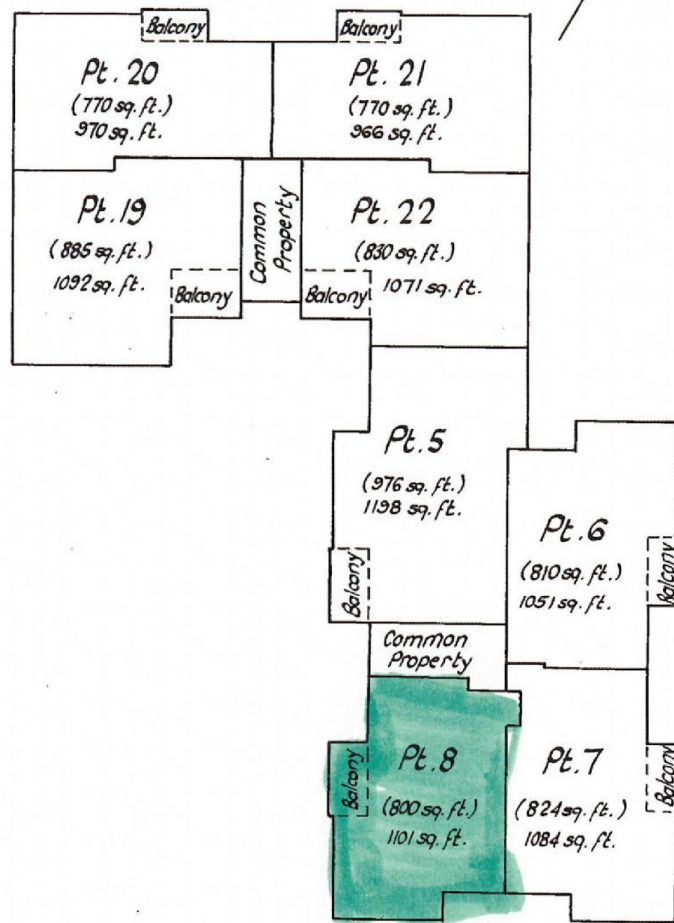 Balcony
Balcony
Pt. 20
(770 sq. ft.)
970 sq. ft.
Pt. 21
(770 sq. ft.)
966 sq. ft.
Pt. 19
(885 sq. ft.)
1092 sq. ft.
Balcony
Common
Property
Pt. 22
(830 sq. ft.)
1071 sq. ft.
Balcony
Pt. 5
(976 sq. ft.)
1198 sq. ft.
Balcony
Pt. 6
(810 sq. ft.)
1051 sq. ft.
Balcony
Common
Property
Pt. 8
(800 sq. ft.)
1101 sq. ft.
Balcony
Pt. 7
(824 sq. ft.)
1084 sq. ft.
Balcony